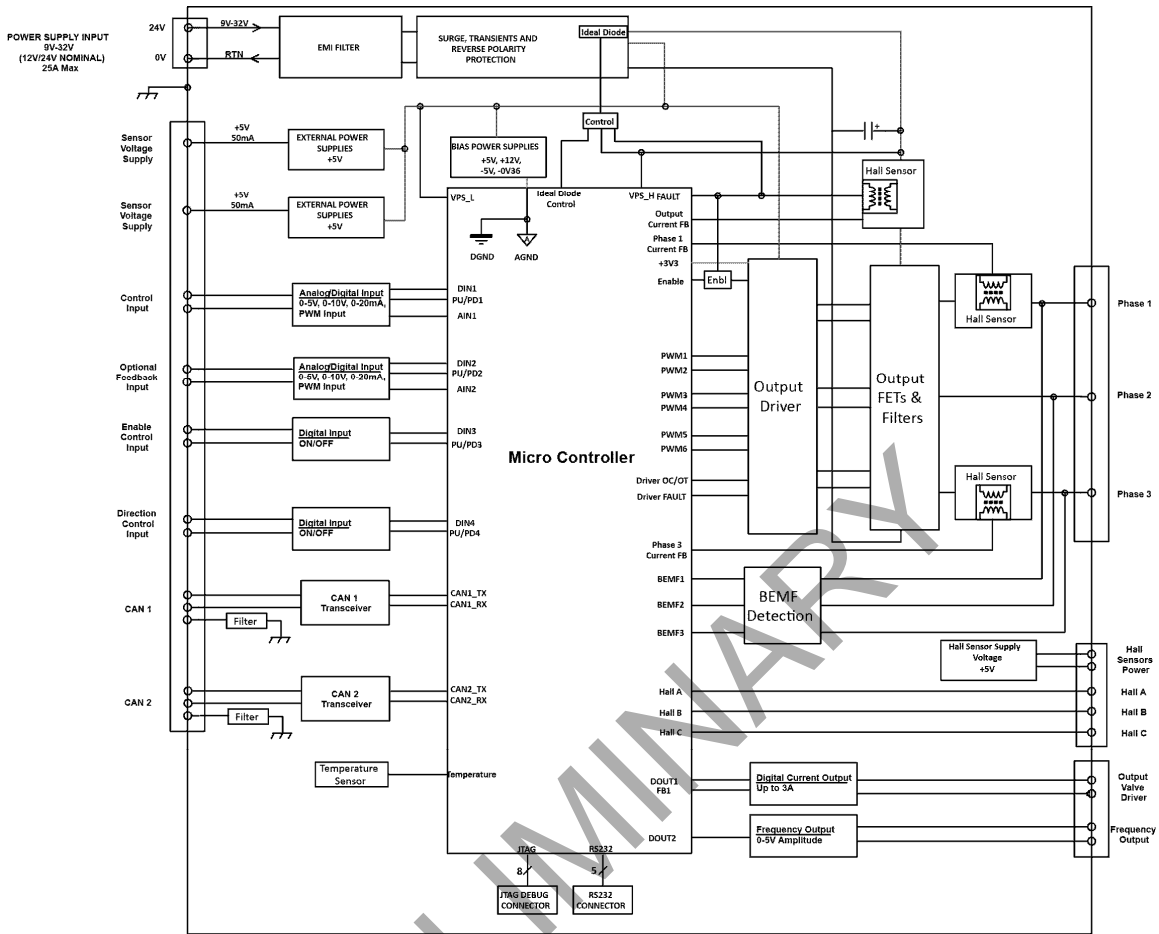 POWER SUPPLY INPUT
9V-32V
(12V/24V NOMINAL)
25A Max
24V
0V
9V-32V
RTN
EMI FILTER
SURGE, TRANSIENTS AND
REVERSE POLARITY
PROTECTION
Ideal Diode
Control
+
Sensor
Voltage
Supply
+5V
50mA
EXTERNAL POWER
SUPPLIES
+5V
BIAS POWER SUPPLIES
+5V, +12V,
-5V, -0V36
Sensor
Voltage
Supply
+5V
50mA
EXTERNAL POWER
SUPPLIES
+5V
DGND
A
AGND
VPS_L
Ideal Diode
Control
VPS_H
FAULT
Output
Current FB
Phase 1
Current FB
+3V3
Enable
Enbl
Hall Sensor
Control
Input
Analog/Digital Input
0-5V, 0-10V, 0-20mA,
PWM Input
DIN1
PU/PD1
AIN1
Optional
Feedback
Input
Analog/Digital Input
0-5V, 0-10V, 0-20mA,
PWM Input
DIN2
PU/PD2
AIN2
Enable
Control
Input
Digital Input
ON/OFF
DIN3
PU/PD3
Direction
Control
Input
Digital Input
ON/OFF
DIN4
PU/PD4
CAN 1
CAN 1
Transceiver
CAN1_TX
CAN1_RX
Filter
CAN 2
CAN 2
Transceiver
CAN2_TX
CAN2_RX
Filter
Temperature
Sensor
Temperature
Micro Controller
PWM1
PWM2
PWM3
PWM4
PWM5
PWM6
Driver OC/OT
Driver FAULT
Phase 3
Current FB
BEMF1
BEMF2
BEMF3
Hall A
Hall B
Hall C
DOUT1
FB1
DOUT2
JTAG
8
JTAG DEBUG
CONNECTOR
RS232
5
RS232
CONNECTOR
Output
Driver
Output
FETs &
Filters
Hall Sensor
Hall Sensor
Phase 1
Phase 2
Phase 3
BEMF
Detection
Hall Sensor Supply
Voltage
+5V
Hall
Sensors
Power
Hall A
Hall B
Hall C
Digital Current Output
Up to 3A
Output
Valve
Driver
Frequency Output
0-5V Amplitude
Frequency
Output
LIMINARY